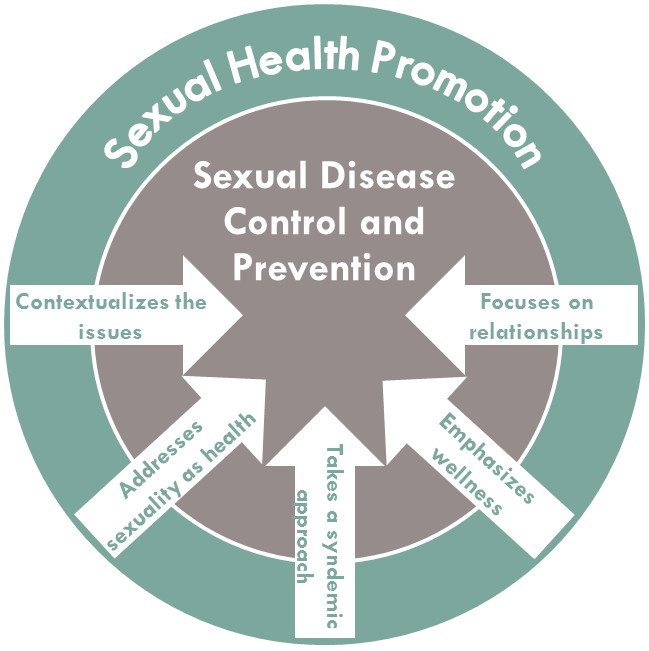 Sexual Health Promotion
Sexual Disease
Control and
Prevention
Contextualizes the
issues
Focuses on
relationships
Addresses
sexuality as health
Takes a syndemic
approach
Emphasizes
wellness